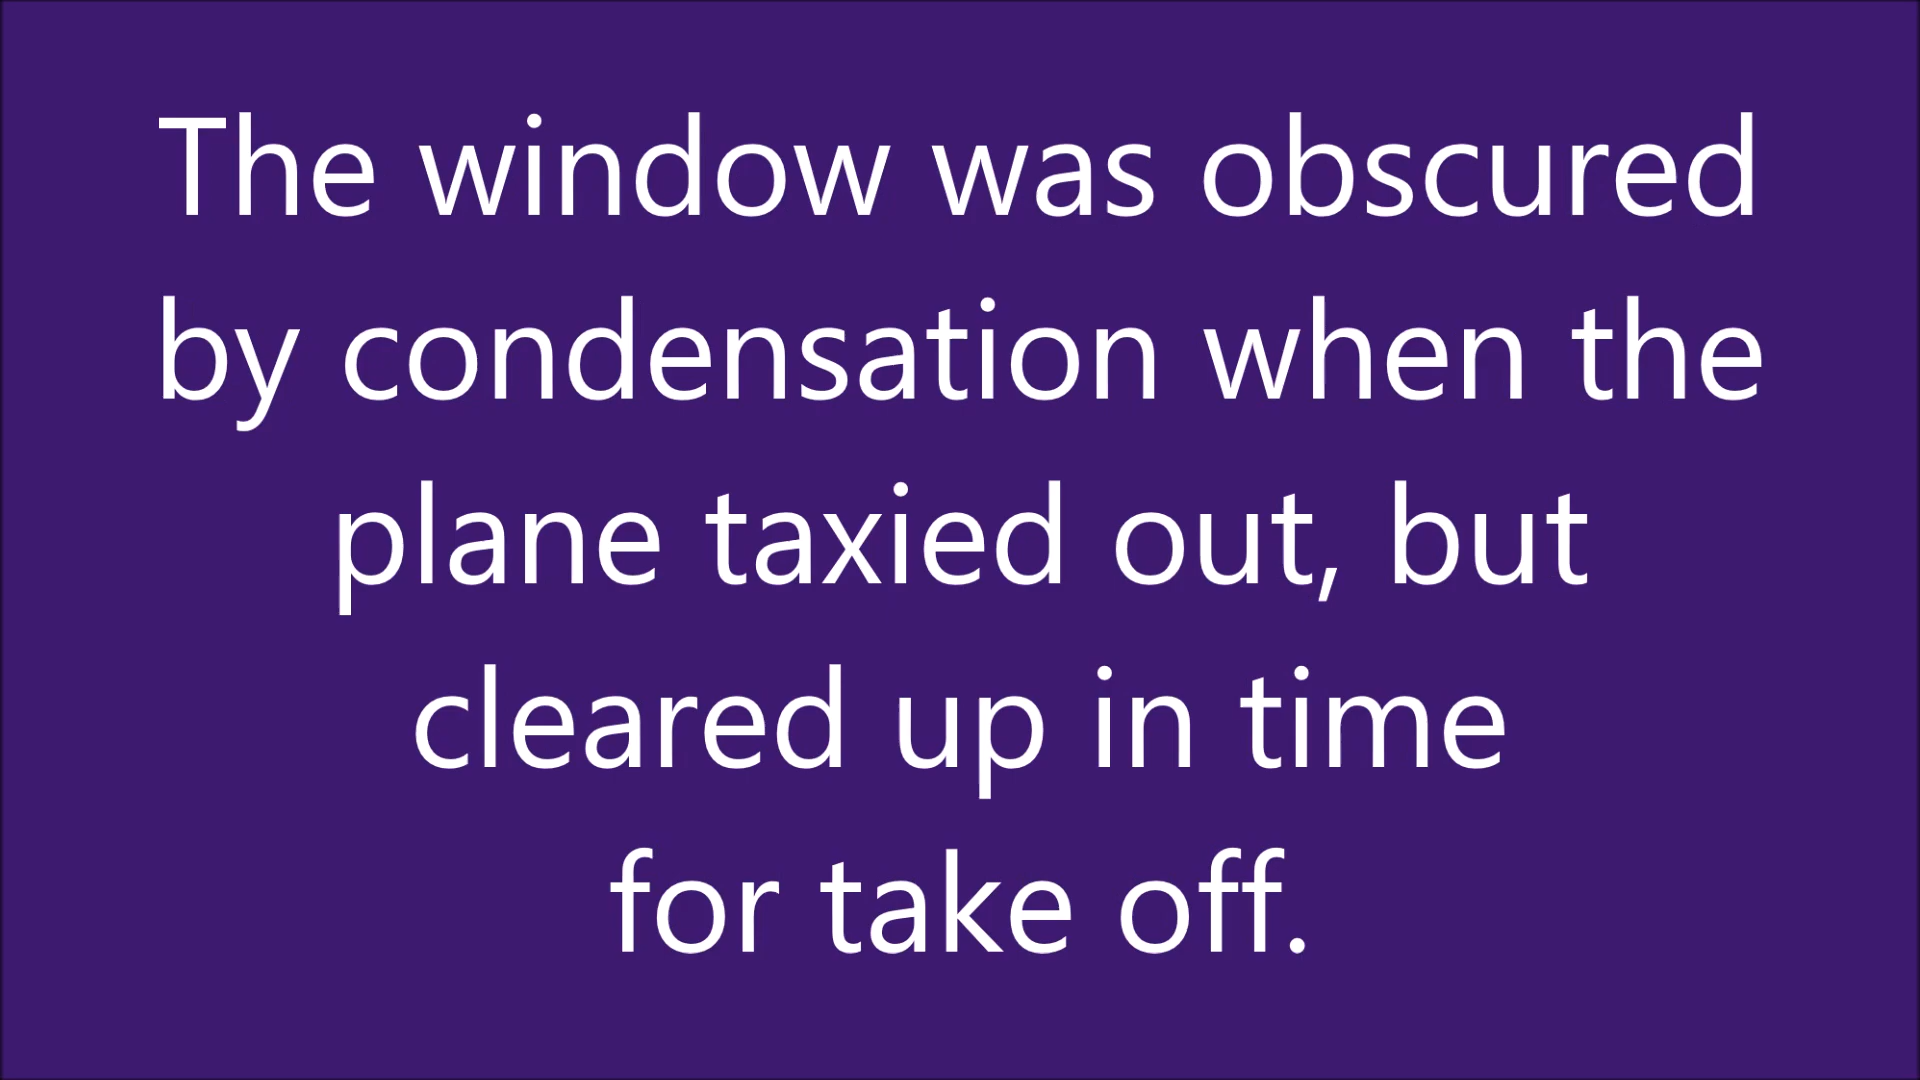 The window was obscured
by condensation when the
plane taxied out, but
cleared up in time
for take off.